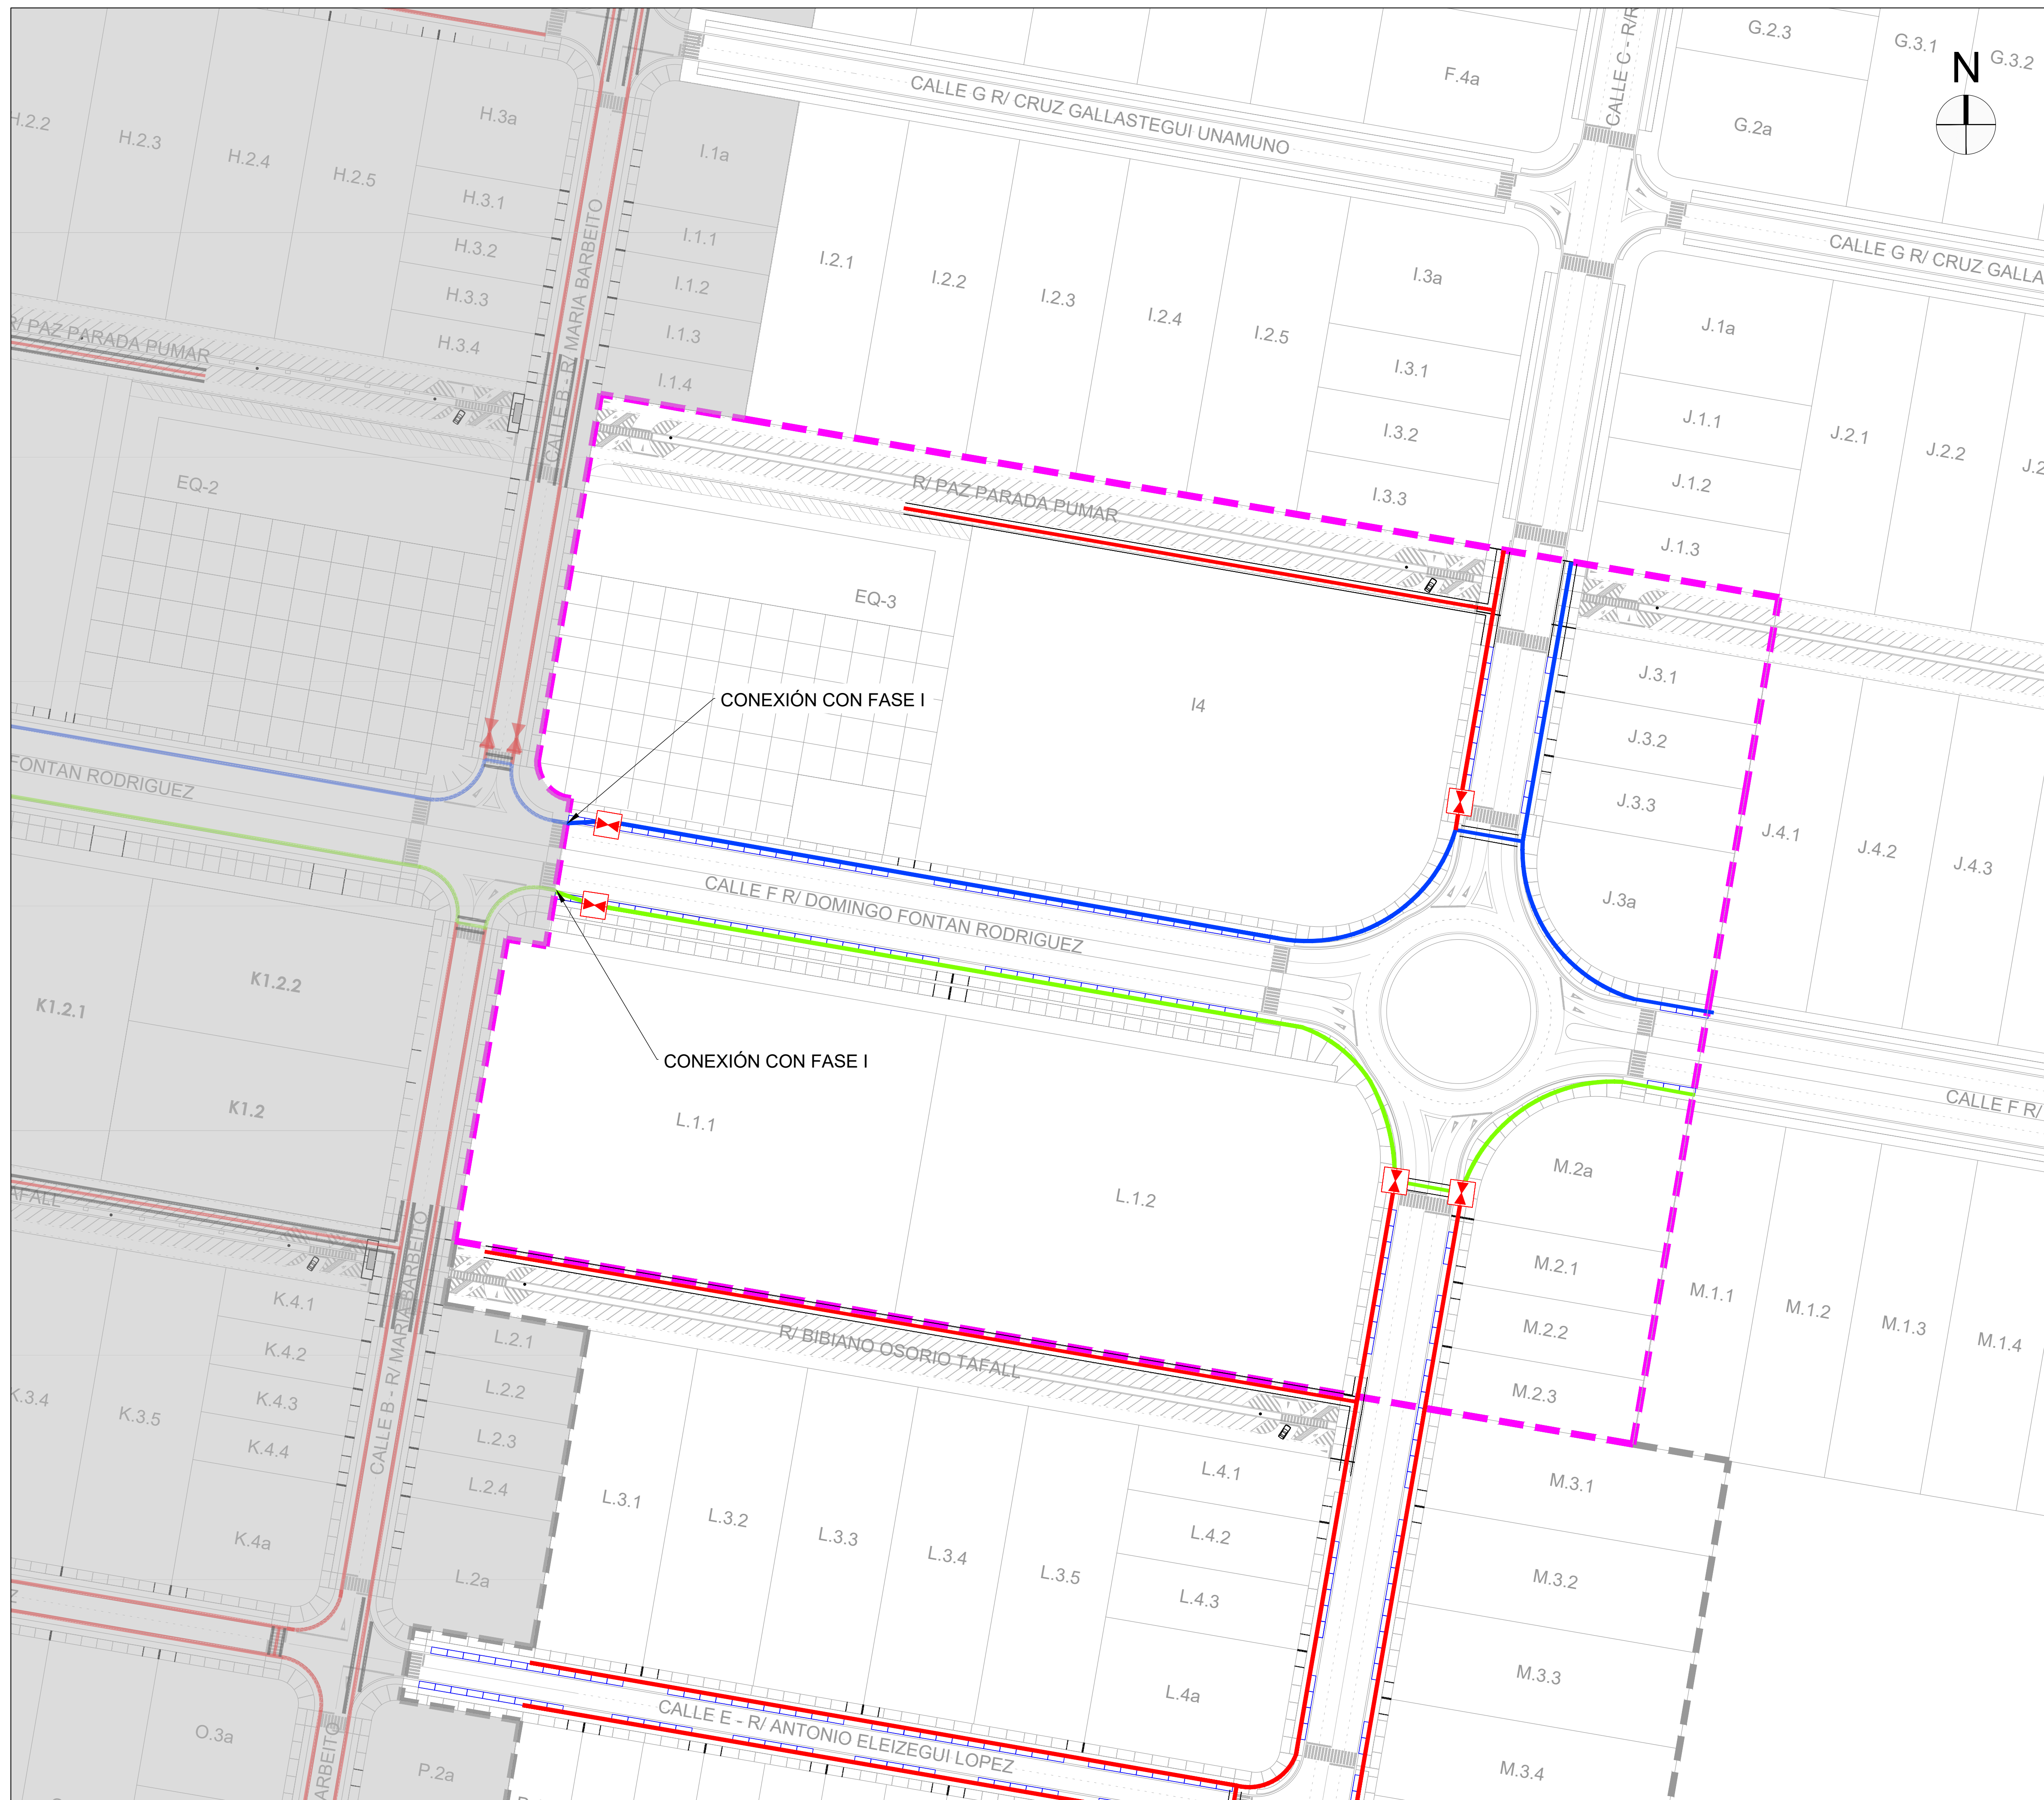 G.2.3
G.3.1
G.3.2
N
F.4a
CALLE C - R/R
G.2a
CALLE G R/ CRUZ GALLASTEGUI UNAMUNO
CALLE G R/ CRUZ GALLA
H.3a
H.2.2
H.2.3
H.2.4
H.2.5
H.3.1
H.3.2
H.3.3
H.3.4
I.1a
I.1.1
I.1.2
I.1.3
I.1.4
CALLE B - R/ MARIA BARBEITO
I.2.1
I.2.2
I.2.3
I.2.4
I.2.5
I.3a
I.3.1
I.3.2
I.3.3
J.1a
J.1.1
J.1.2
J.1.3
J.2.1
J.2.2
J.2
R/ PAZ PARADA PUMAR
R/ PAZ PARADA PUMAR
EQ-2
EQ-3
I4
CONEXIÓN CON FASE I
J.3.1
J.3.2
J.3.3
J.3a
J.4.1
J.4.2
J.4.3
FONTAN RODRIGUEZ
CALLE F R/ DOMINGO FONTAN RODRIGUEZ
CALLE F R/
K1.2.2
K1.2.1
K1.2
CONEXIÓN CON FASE I
L.1.1
L.1.2
M.2a
M.2.1
M.2.2
M.2.3
M.1.1
M.1.2
M.1.3
M.1.4
AFALL
R/ BIBIANO OSORIO TAFALL
CALLE B - R/ MARIA BARBEITO
K.4.1
K.4.2
K.4.3
K.4.4
K.4a
K.3.4
K.3.5
L.2.1
L.2.2
L.2.3
L.2.4
L.2a
L.3.1
L.3.2
L.3.3
L.3.4
L.3.5
L.4.1
L.4.2
L.4.3
L.4a
M.3.1
M.3.2
M.3.3
M.3.4
Z
CALLE E - R/ ANTONIO ELEIZEGUI LOPEZ
O.3a
ARBEITO
P.2a